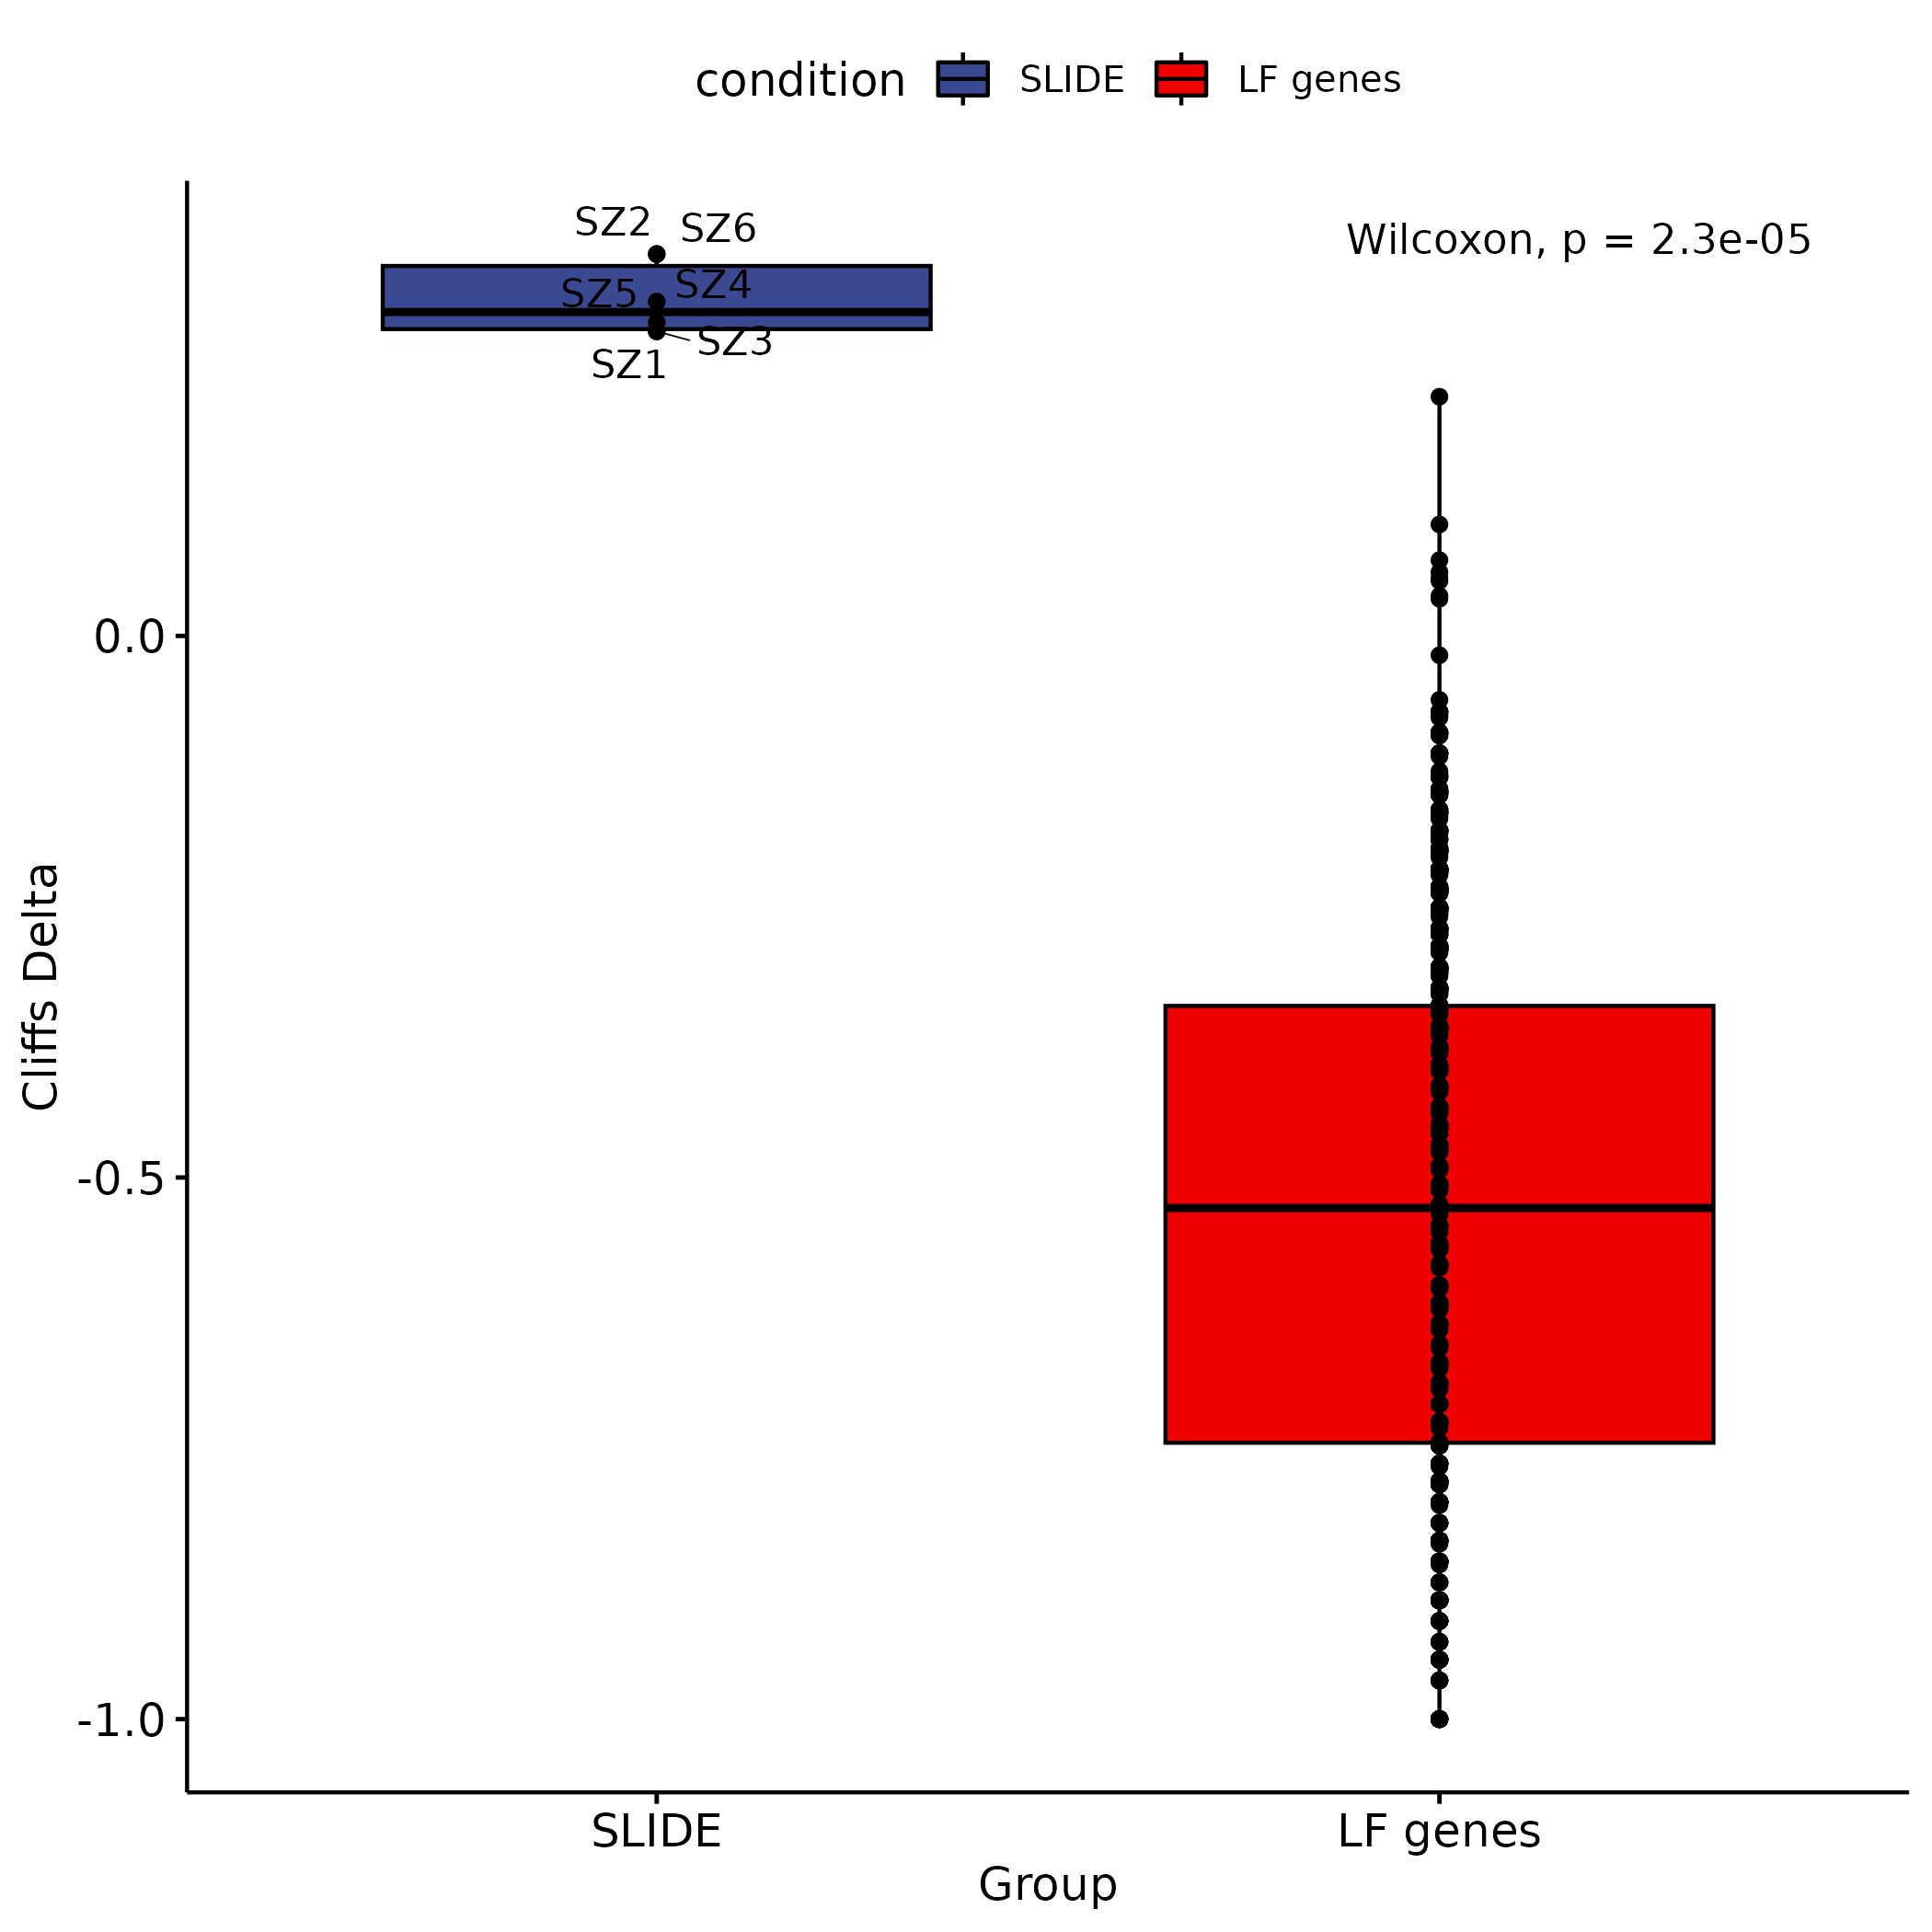 condition SLIDE LF genes
Wilcoxon, p = 2.3e-05
SZ2
SZ6
SZ5
SZ4
SZ3
SZ1
0.0
-0.5
-1.0
Cliffs Delta
SLIDE
LF genes
Group